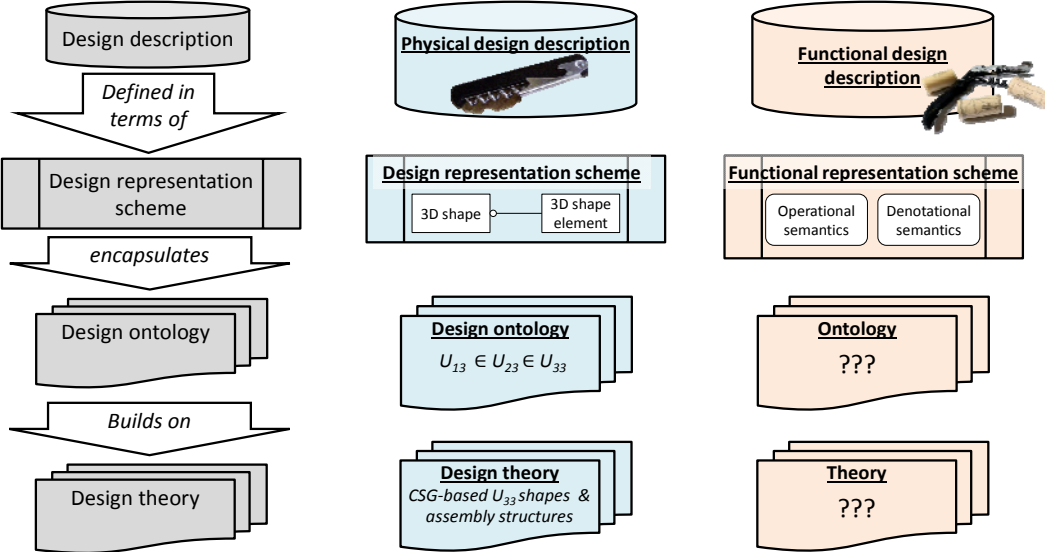 Design description
Defined in
terms of
Design representation
scheme
encapsulates
Design ontology
Builds on
Design theory
Physical design description
Design representation scheme
3D shape
3D shape
element
Design ontology
U13 ∈ U23 ∈ U33
Design theory
CSG-based U33 shapes &
assembly structures
Functional design
description
Functional representation scheme
Operational
semantics
Denotational
semantics
Ontology
???
Theory
???